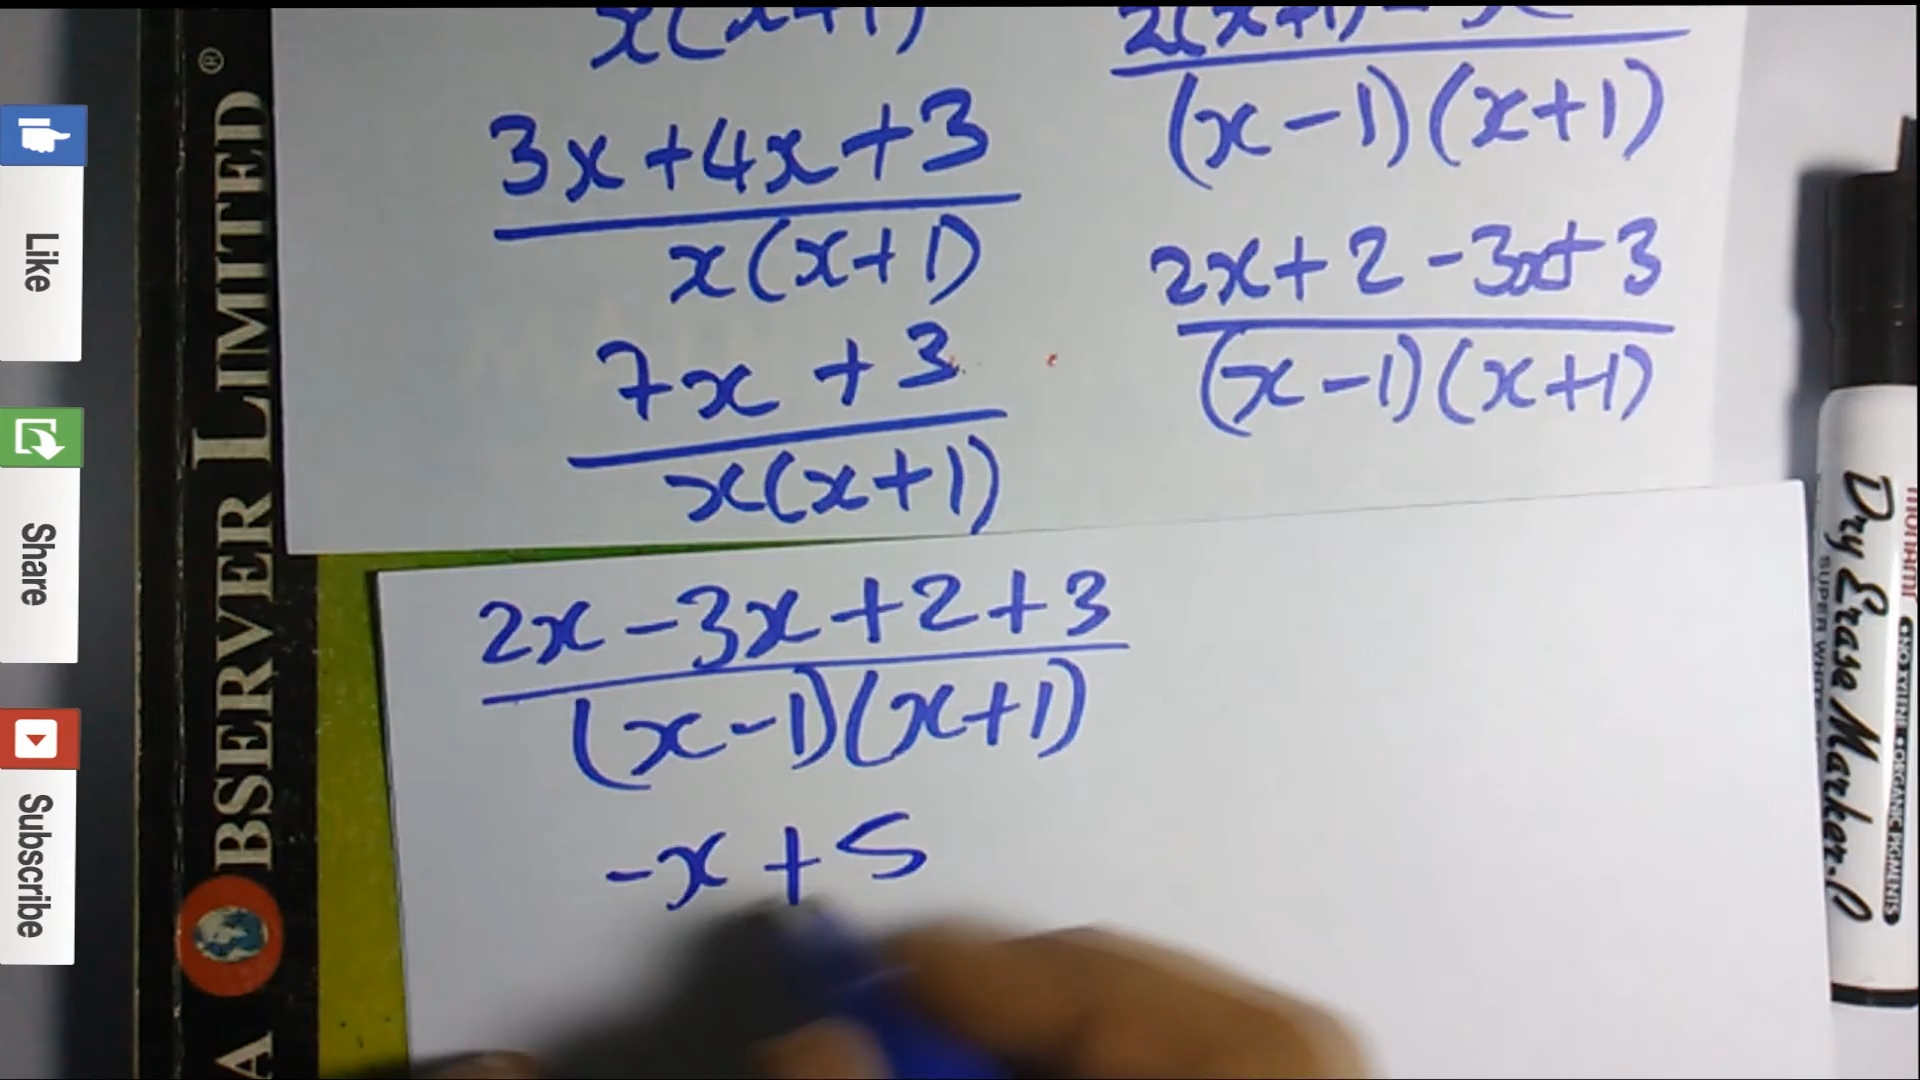 x(x+1)
3x+4x+3
x(x+1)
7x+3
x(x+1)
(x-1)(x+1)
2x+2-3x+3
(x-1)(x+1)
2x-3x+2+3
(x-1)(x+1)
-x+5
Like
Share
Subscribe
A OBSERVER LIMITED®
Dry Erase Marker.